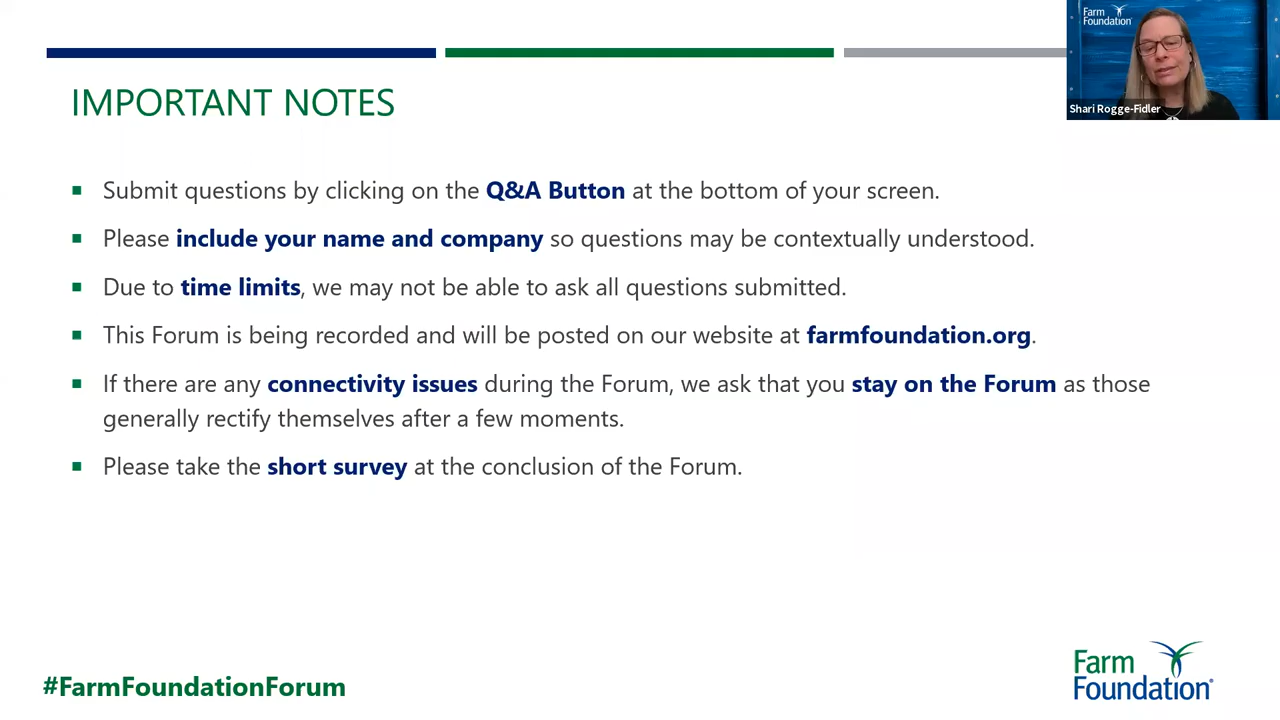 Farm
Foundation
Shari Rogge-Fidler
IMPORTANT NOTES
Submit questions by clicking on the Q&A Button at the bottom of your screen.
Please include your name and company so questions may be contextually understood.
Due to time limits, we may not be able to ask all questions submitted.
This Forum is being recorded and will be posted on our website at farmfoundation.org.
If there are any connectivity issues during the Forum, we ask that you stay on the Forum as those
generally rectify themselves after a few moments.
Please take the short survey at the conclusion of the Forum.
#FarmFoundationForum
Farm
Foundation®